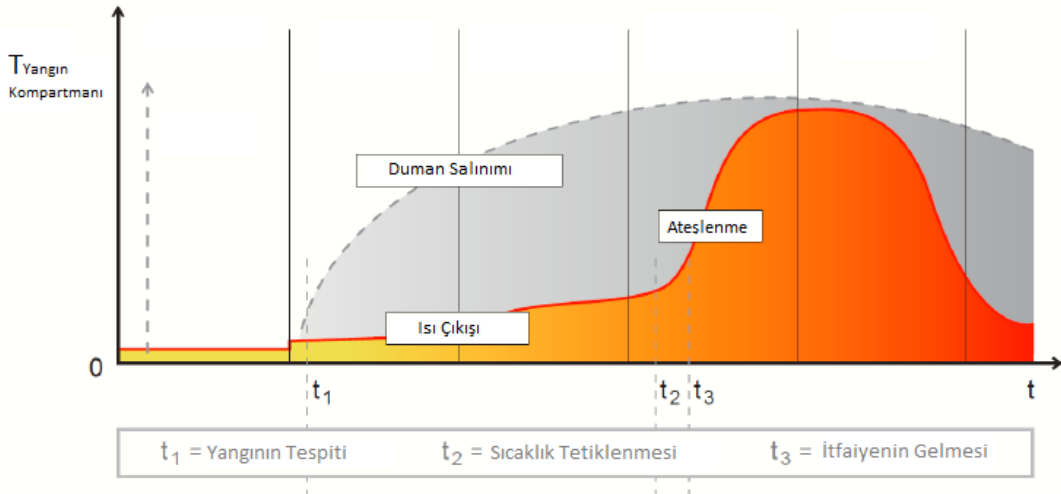 TYangın
Kompartmanı
Duman Salınımı
Ateşlenme
Isı Çıkışı
0
t1
t2
t3
t
t1 = Yangının Tespiti
t2 = Sıcaklık Tetiklenmesi
t3 = İtfaiyenin Gelmesi